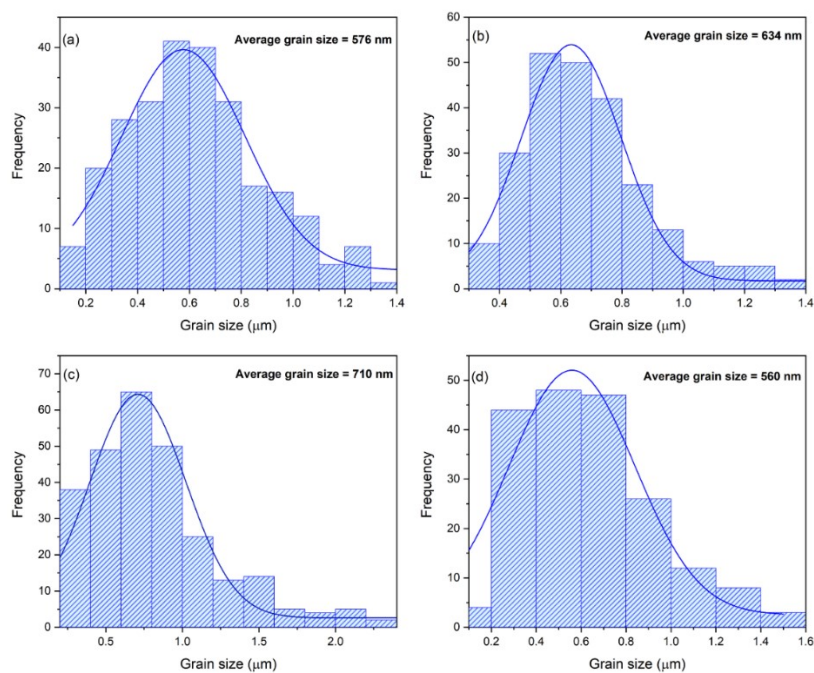 (a)
Average grain size = 576 nm
40
30
20
10
0
Frequency
0.2 0.4 0.6 0.8 1.0 1.2 1.4
Grain size (μm)
(b)
Average grain size = 634 nm
60
50
40
30
20
10
0
Frequency
0.4 0.6 0.8 1.0 1.2 1.4
Grain size (μm)
(c)
Average grain size = 710 nm
70
60
50
40
30
20
10
0
Frequency
0.5 1.0 1.5 2.0
Grain size (μm)
(d)
Average grain size = 560 nm
50
40
30
20
10
0
Frequency
0.2 0.4 0.6 0.8 1.0 1.2 1.4 1.6
Grain size (μm)